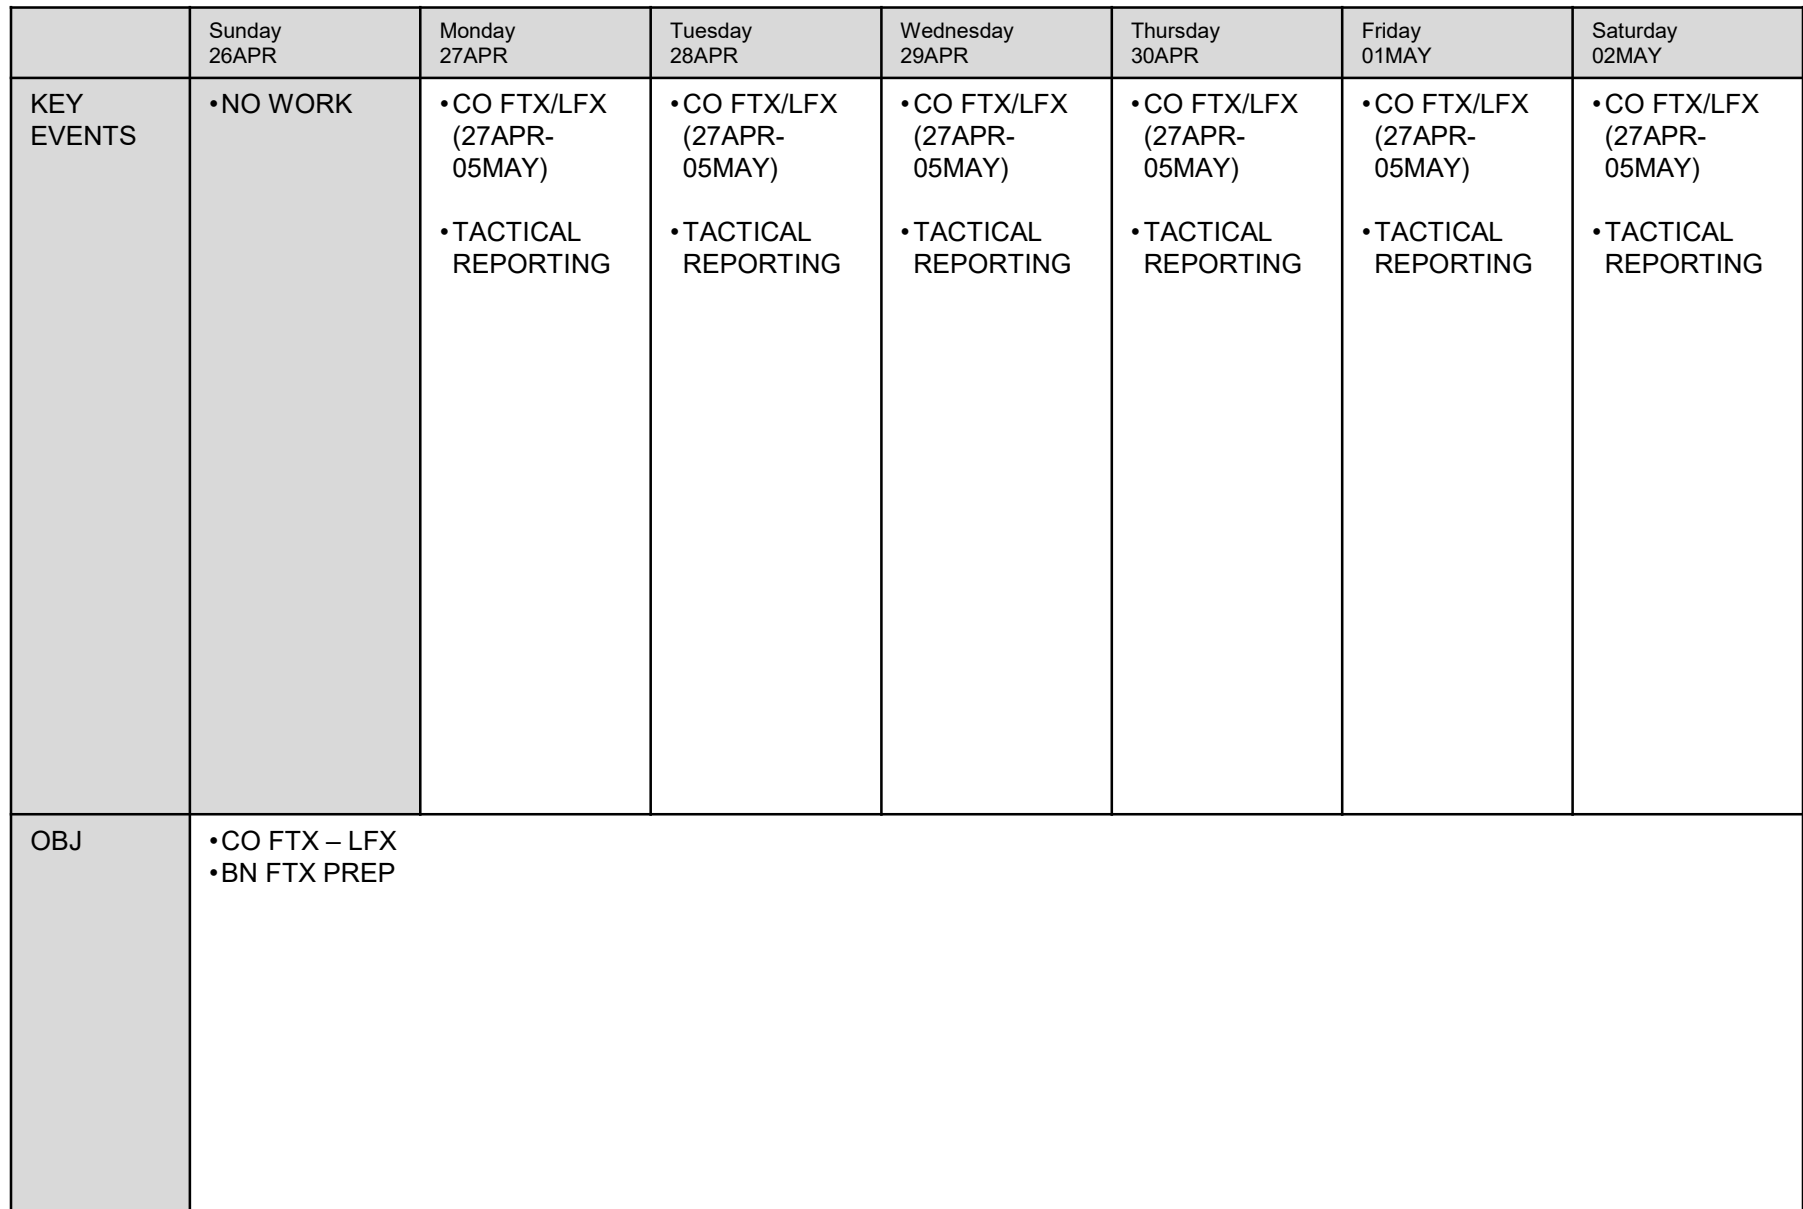 Sunday
26APR
Monday
27APR
Tuesday
28APR
Wednesday
29APR
Thursday
30APR
Friday
01MAY
Saturday
02MAY
KEY
EVENTS
•NO WORK
•CO FTX/LFX
(27APR-
05MAY)
•TACTICAL
REPORTING
•CO FTX/LFX
(27APR-
05MAY)
•TACTICAL
REPORTING
•CO FTX/LFX
(27APR-
05MAY)
•TACTICAL
REPORTING
•CO FTX/LFX
(27APR-
05MAY)
•TACTICAL
REPORTING
•CO FTX/LFX
(27APR-
05MAY)
•TACTICAL
REPORTING
•CO FTX/LFX
(27APR-
05MAY)
•TACTICAL
REPORTING
OBJ
•CO FTX – LFX
•BN FTX PREP